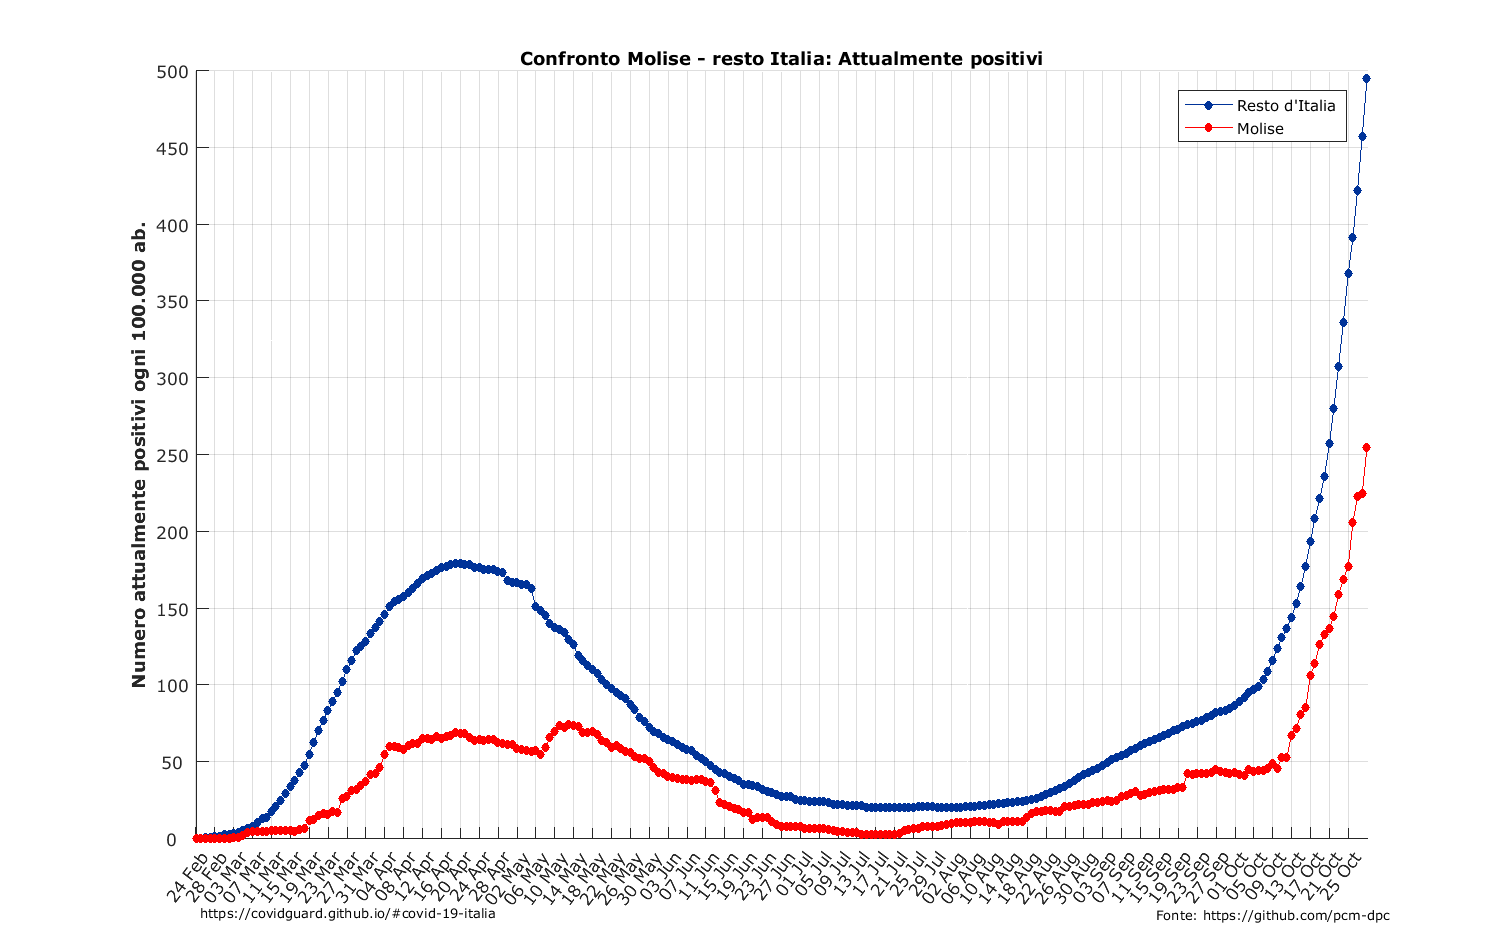 Confronto Molise - resto Italia: Attualmente positivi
Resto d'Italia
Molise
Numero attualmente positivi ogni 100.000 ab.
500
450
400
350
300
250
200
150
100
50
0
24 Feb
28 Feb
03 Mar
07 Mar
11 Mar
15 Mar
19 Mar
23 Mar
27 Mar
31 Mar
04 Apr
08 Apr
12 Apr
16 Apr
20 Apr
24 Apr
28 Apr
02 May
06 May
10 May
14 May
18 May
22 May
26 May
30 May
03 Jun
07 Jun
11 Jun
15 Jun
19 Jun
23 Jun
27 Jun
01 Jul
05 Jul
09 Jul
13 Jul
17 Jul
21 Jul
25 Jul
29 Jul
02 Aug
06 Aug
10 Aug
14 Aug
18 Aug
22 Aug
26 Aug
30 Aug
03 Sep
07 Sep
11 Sep
15 Sep
19 Sep
23 Sep
27 Sep
01 Oct
05 Oct
09 Oct
13 Oct
17 Oct
21 Oct
25 Oct
https://covidguard.github.io/#covid-19-italia
Fonte: https://github.com/pcm-dpc